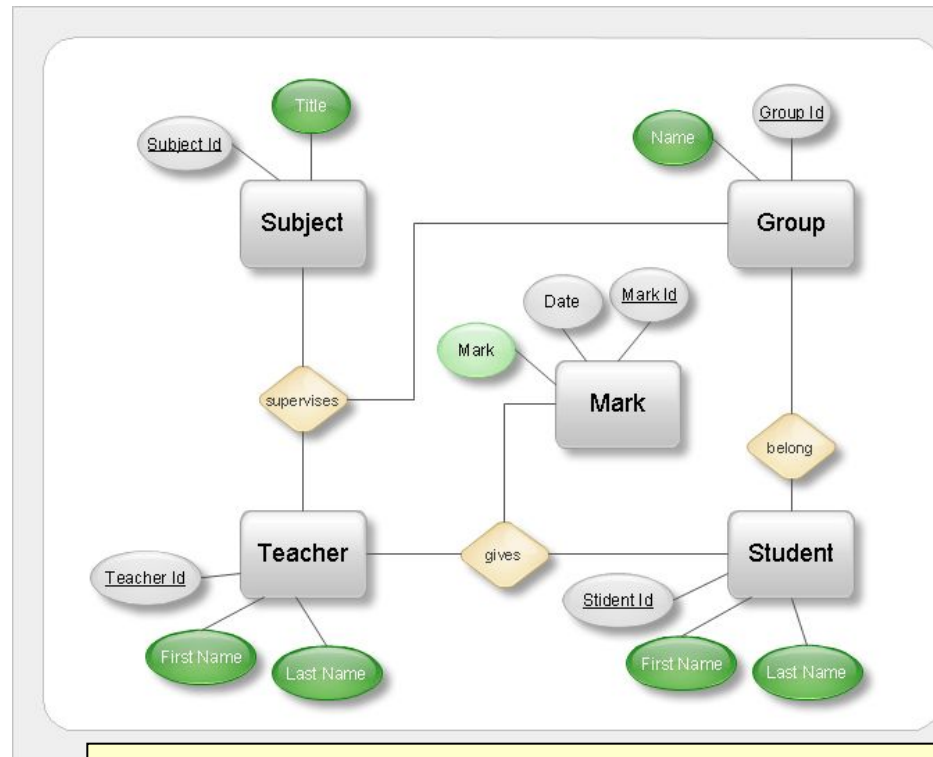 Title
Group Id
Subject Id
Name
Subject
Group
Date
Mark Id
Mark
Mark
supervises
belong
Teacher
gives
Student
Teacher Id
Stident Id
First Name
Last Name
First Name
Last Name